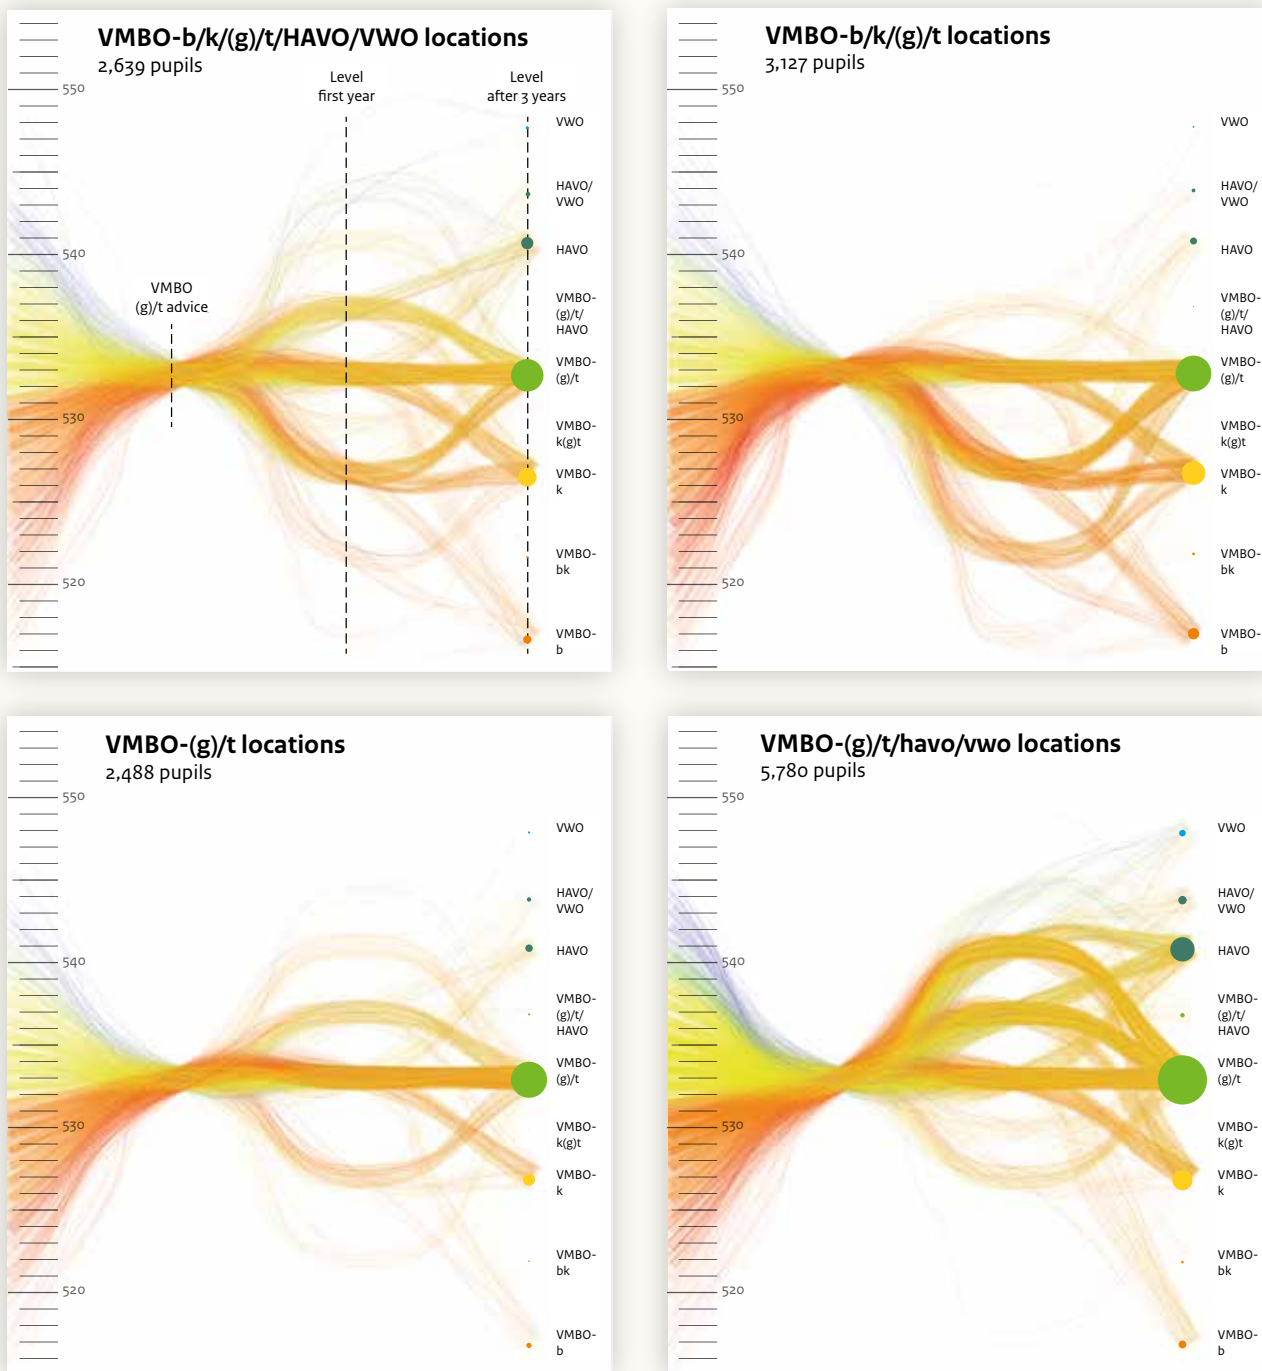 VMBO-b/k/(g)/t/HAVO/VWO locations
2,639 pupils
Level
first year
Level
after 3 years
550
540
530
520
VMBO
(g)/t advice
VWO
HAVO/
VWO
HAVO
VMBO-
(g)/t/
HAVO
VMBO-
(g)/t
VMBO-
k(g)t
VMBO-
k
VMBO-
bk
VMBO-
b
VMBO-b/k/(g)/t locations
3,127 pupils
550
540
530
520
VWO
HAVO/
VWO
HAVO
VMBO-
(g)/t/
HAVO
VMBO-
(g)/t
VMBO-
k(g)t
VMBO-
k
VMBO-
bk
VMBO-
b
VMBO-(g)/t locations
2,488 pupils
550
540
530
520
VWO
HAVO/
VWO
HAVO
VMBO-
(g)/t/
HAVO
VMBO-
(g)/t
VMBO-
k(g)t
VMBO-
k
VMBO-
bk
VMBO-
b
VMBO-(g)/t/havo/vwo locations
5,780 pupils
550
540
530
520
VWO
HAVO/
VWO
HAVO
VMBO-
(g)/t/
HAVO
VMBO-
(g)/t
VMBO-
k(g)t
VMBO-
k
VMBO-
bk
VMBO-
b